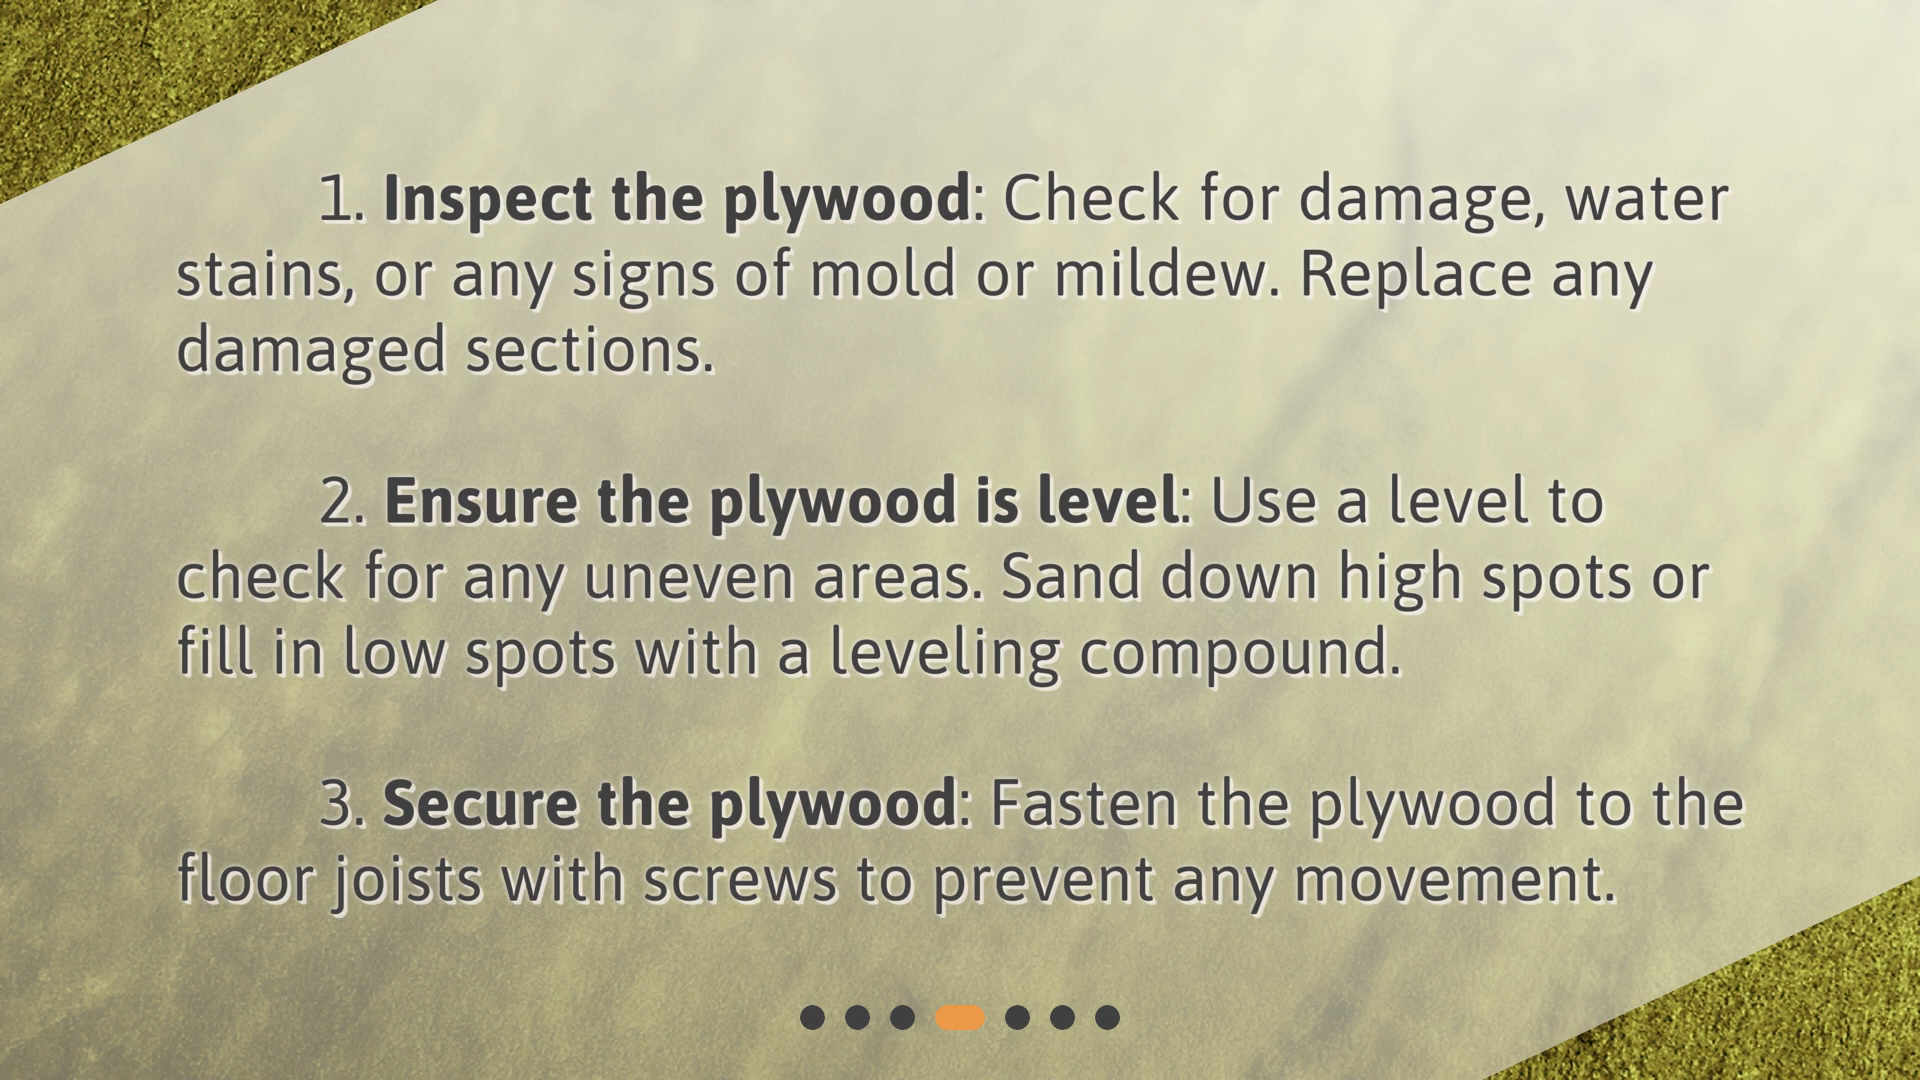 1. Inspect the plywood: Check for damage, water
stains, or any signs of mold or mildew. Replace any
damaged sections.
2. Ensure the plywood is level: Use a level to
check for any uneven areas. Sand down high spots or
fill in low spots with a leveling compound.
3. Secure the plywood: Fasten the plywood to the
floor joists with screws to prevent any movement.